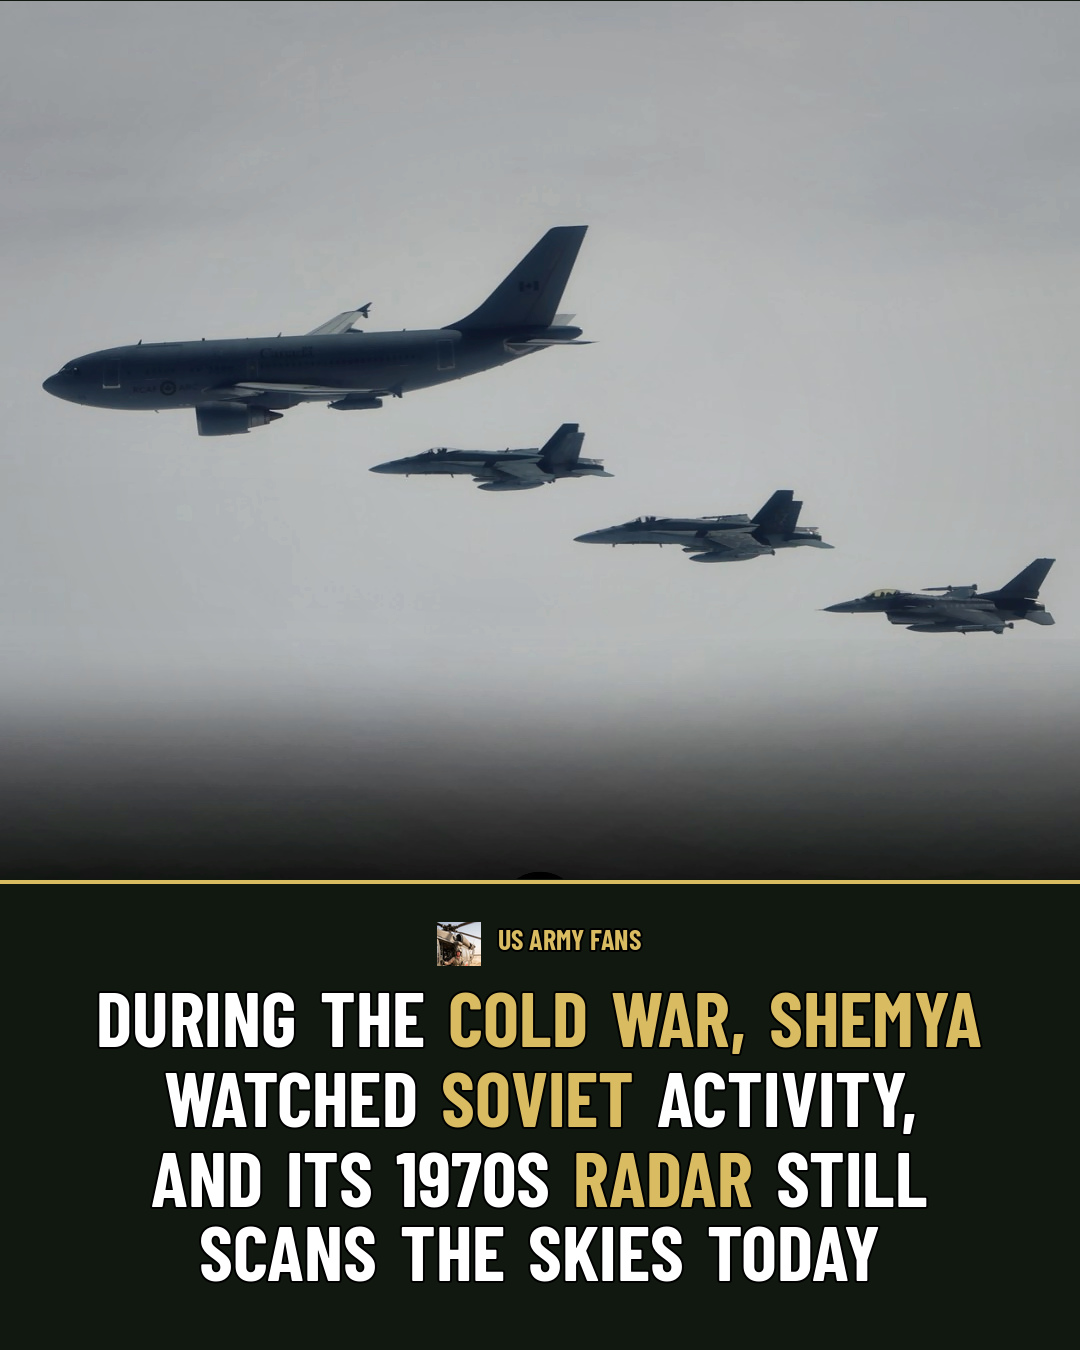 US ARMY FANS
DURING THE COLD WAR, SHEMYA
WATCHED SOVIET ACTIVITY,
AND ITS 1970S RADAR STILL
SCANS THE SKIES TODAY